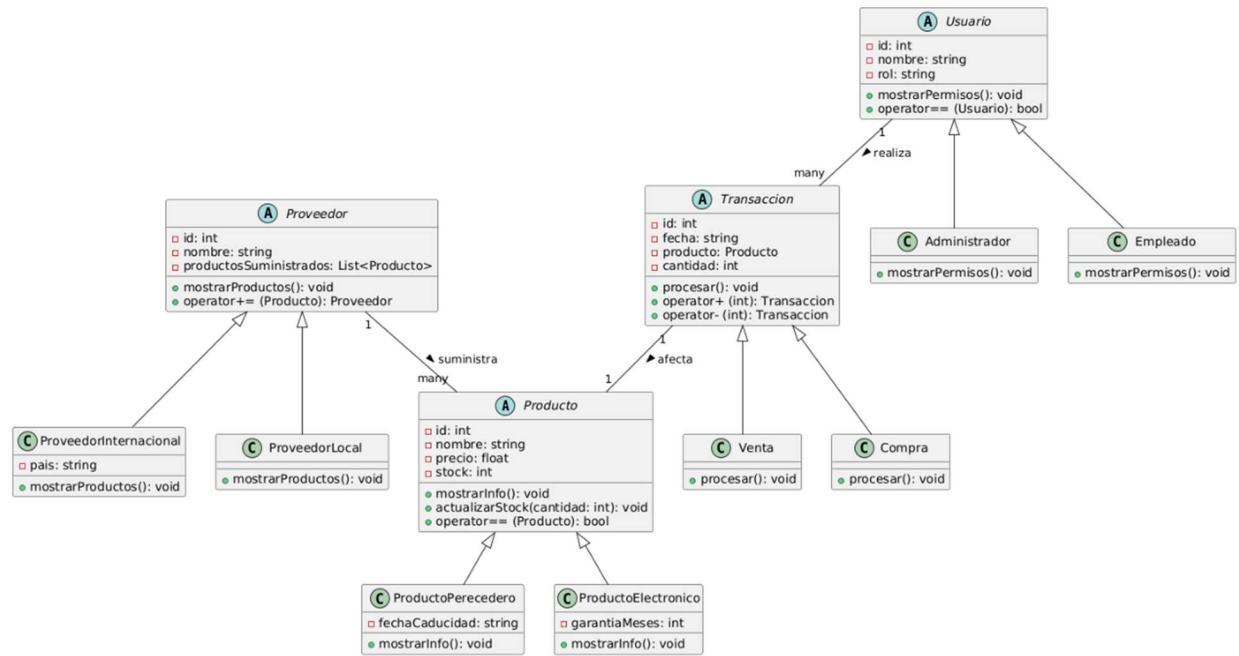 A Usuario
id: int
nombre: string
rol: string
mostrarPermisos(): void
operator== (Usuario): bool
1
realiza
many
A Transaccion
id: int
fecha: string
producto: Producto
cantidad: int
procesar(): void
operator+ (int): Transaccion
operator- (int): Transaccion
C Administrador
mostrarPermisos(): void
C Empleado
mostrarPermisos(): void
A Proveedor
id: int
nombre: string
productosSuministrados: List<Producto>
mostrarProductos(): void
operator+= (Producto): Proveedor
1
suministra
many
1
afecta
1
C ProveedorInternacional
pais: string
mostrarProductos(): void
C ProveedorLocal
mostrarProductos(): void
A Producto
id: int
nombre: string
precio: float
stock: int
mostrarInfo(): void
actualizarStock(cantidad: int): void
operator== (Producto): bool
C Venta
procesar(): void
C Compra
procesar(): void
C ProductoPerecedero
fechaCaducidad: string
mostrarInfo(): void
C ProductoElectronico
garantiaMeses: int
mostrarInfo(): void